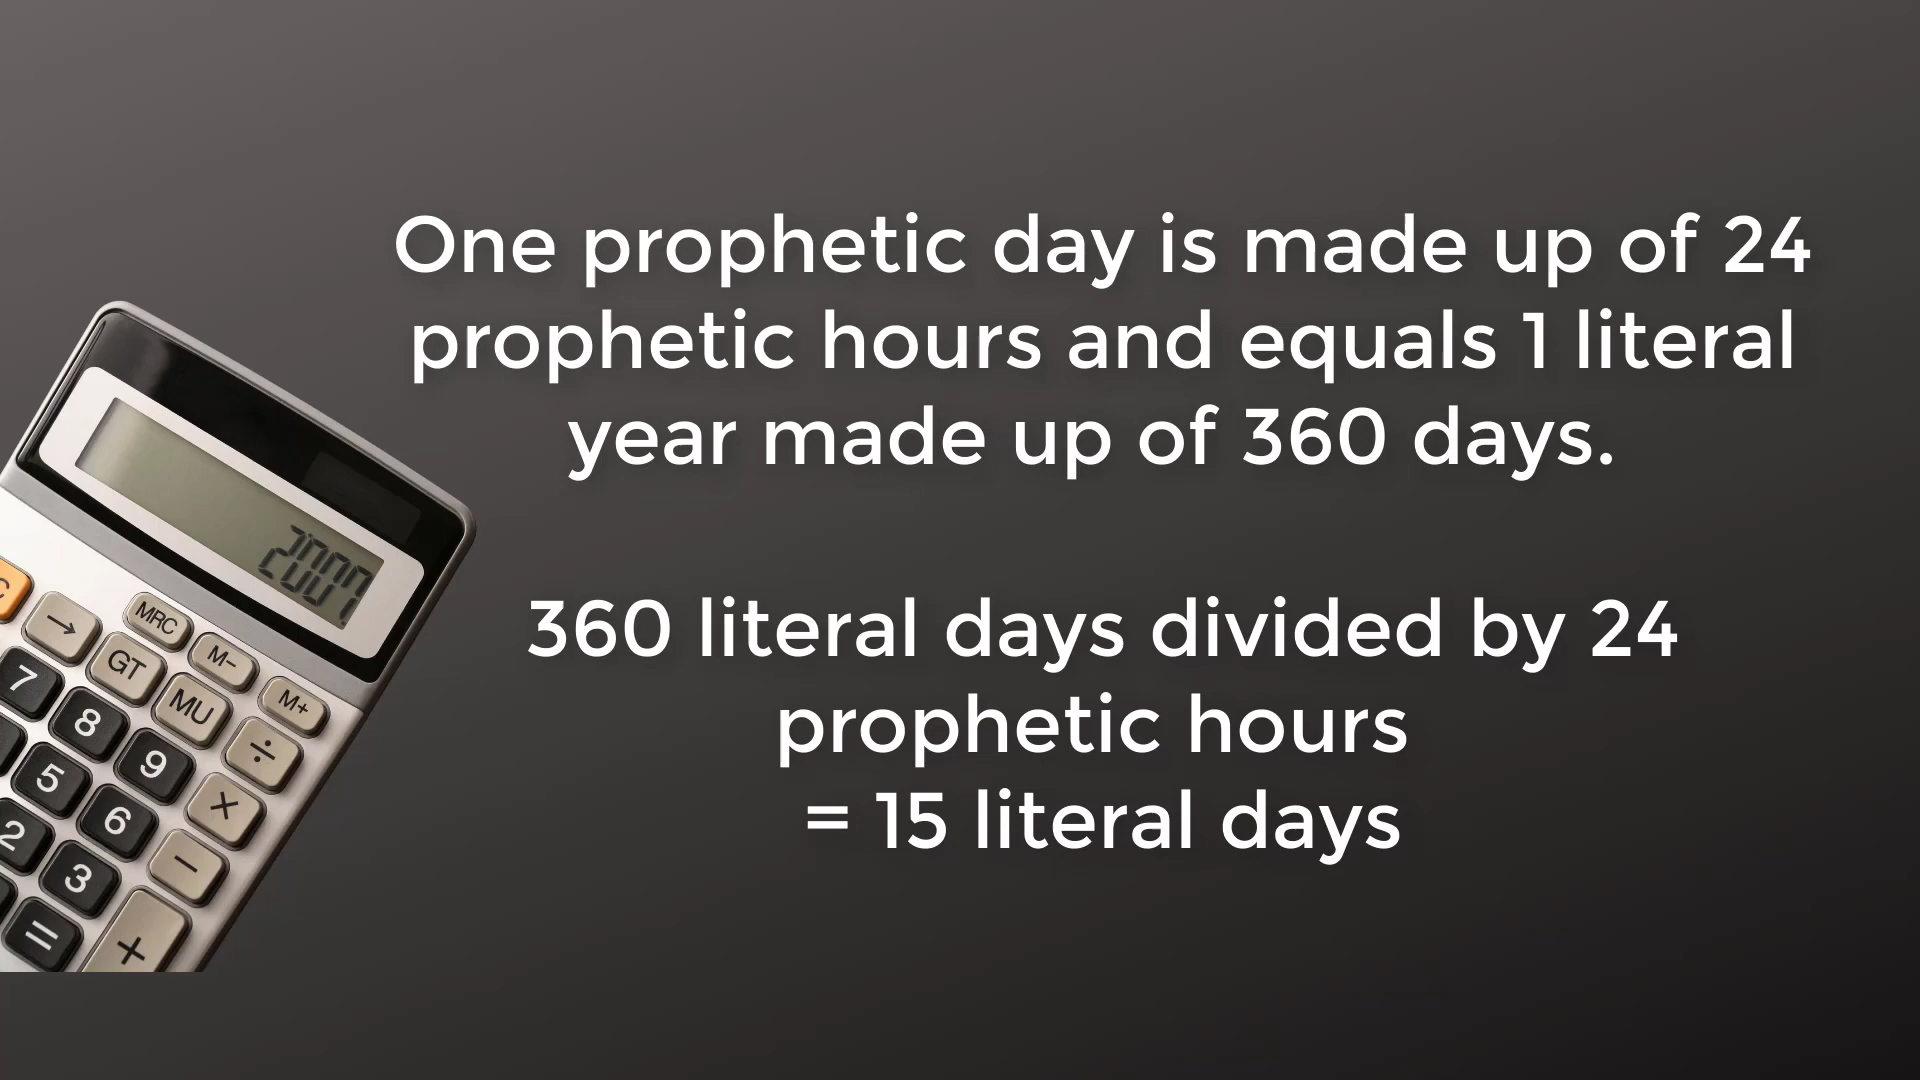 One prophetic day is made up of 24
prophetic hours and equals 1 literal
year made up of 360 days.
360 literal days divided by 24
prophetic hours
= 15 literal days
C
→
MRC
GT
M−
7
MU
M+
8
÷
9
5
×
6
2
−
3
=
+